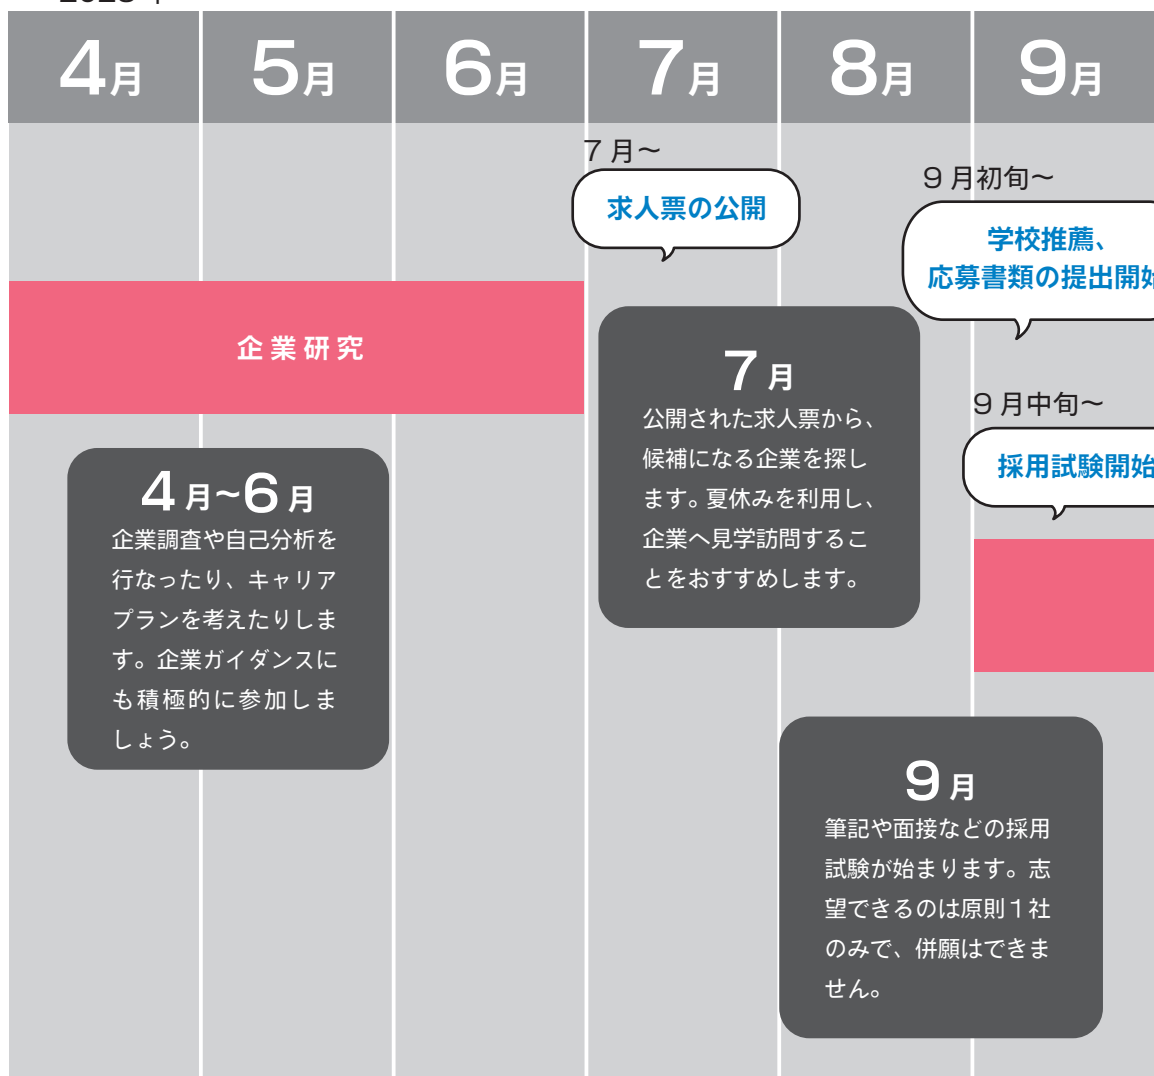 4月
5月
6月
7月
8月
9月
7月〜
求人票の公開
9月初旬〜
学校推薦、
応募書類の提出開始
企業研究
7月
公開された求人票から、
候補になる企業を探し
ます。夏休みを利用し、
企業へ見学訪問するこ
とをおすすめします。
9月中旬〜
採用試験開始
4月~6月
企業調査や自己分析を
行なったり、キャリア
プランを考えたりしま
す。企業ガイダンスに
も積極的に参加しま
しょう。
9月
筆記や面接などの採用
試験が始まります。志
望できるのは原則1社
のみで、併願はできま
せん。